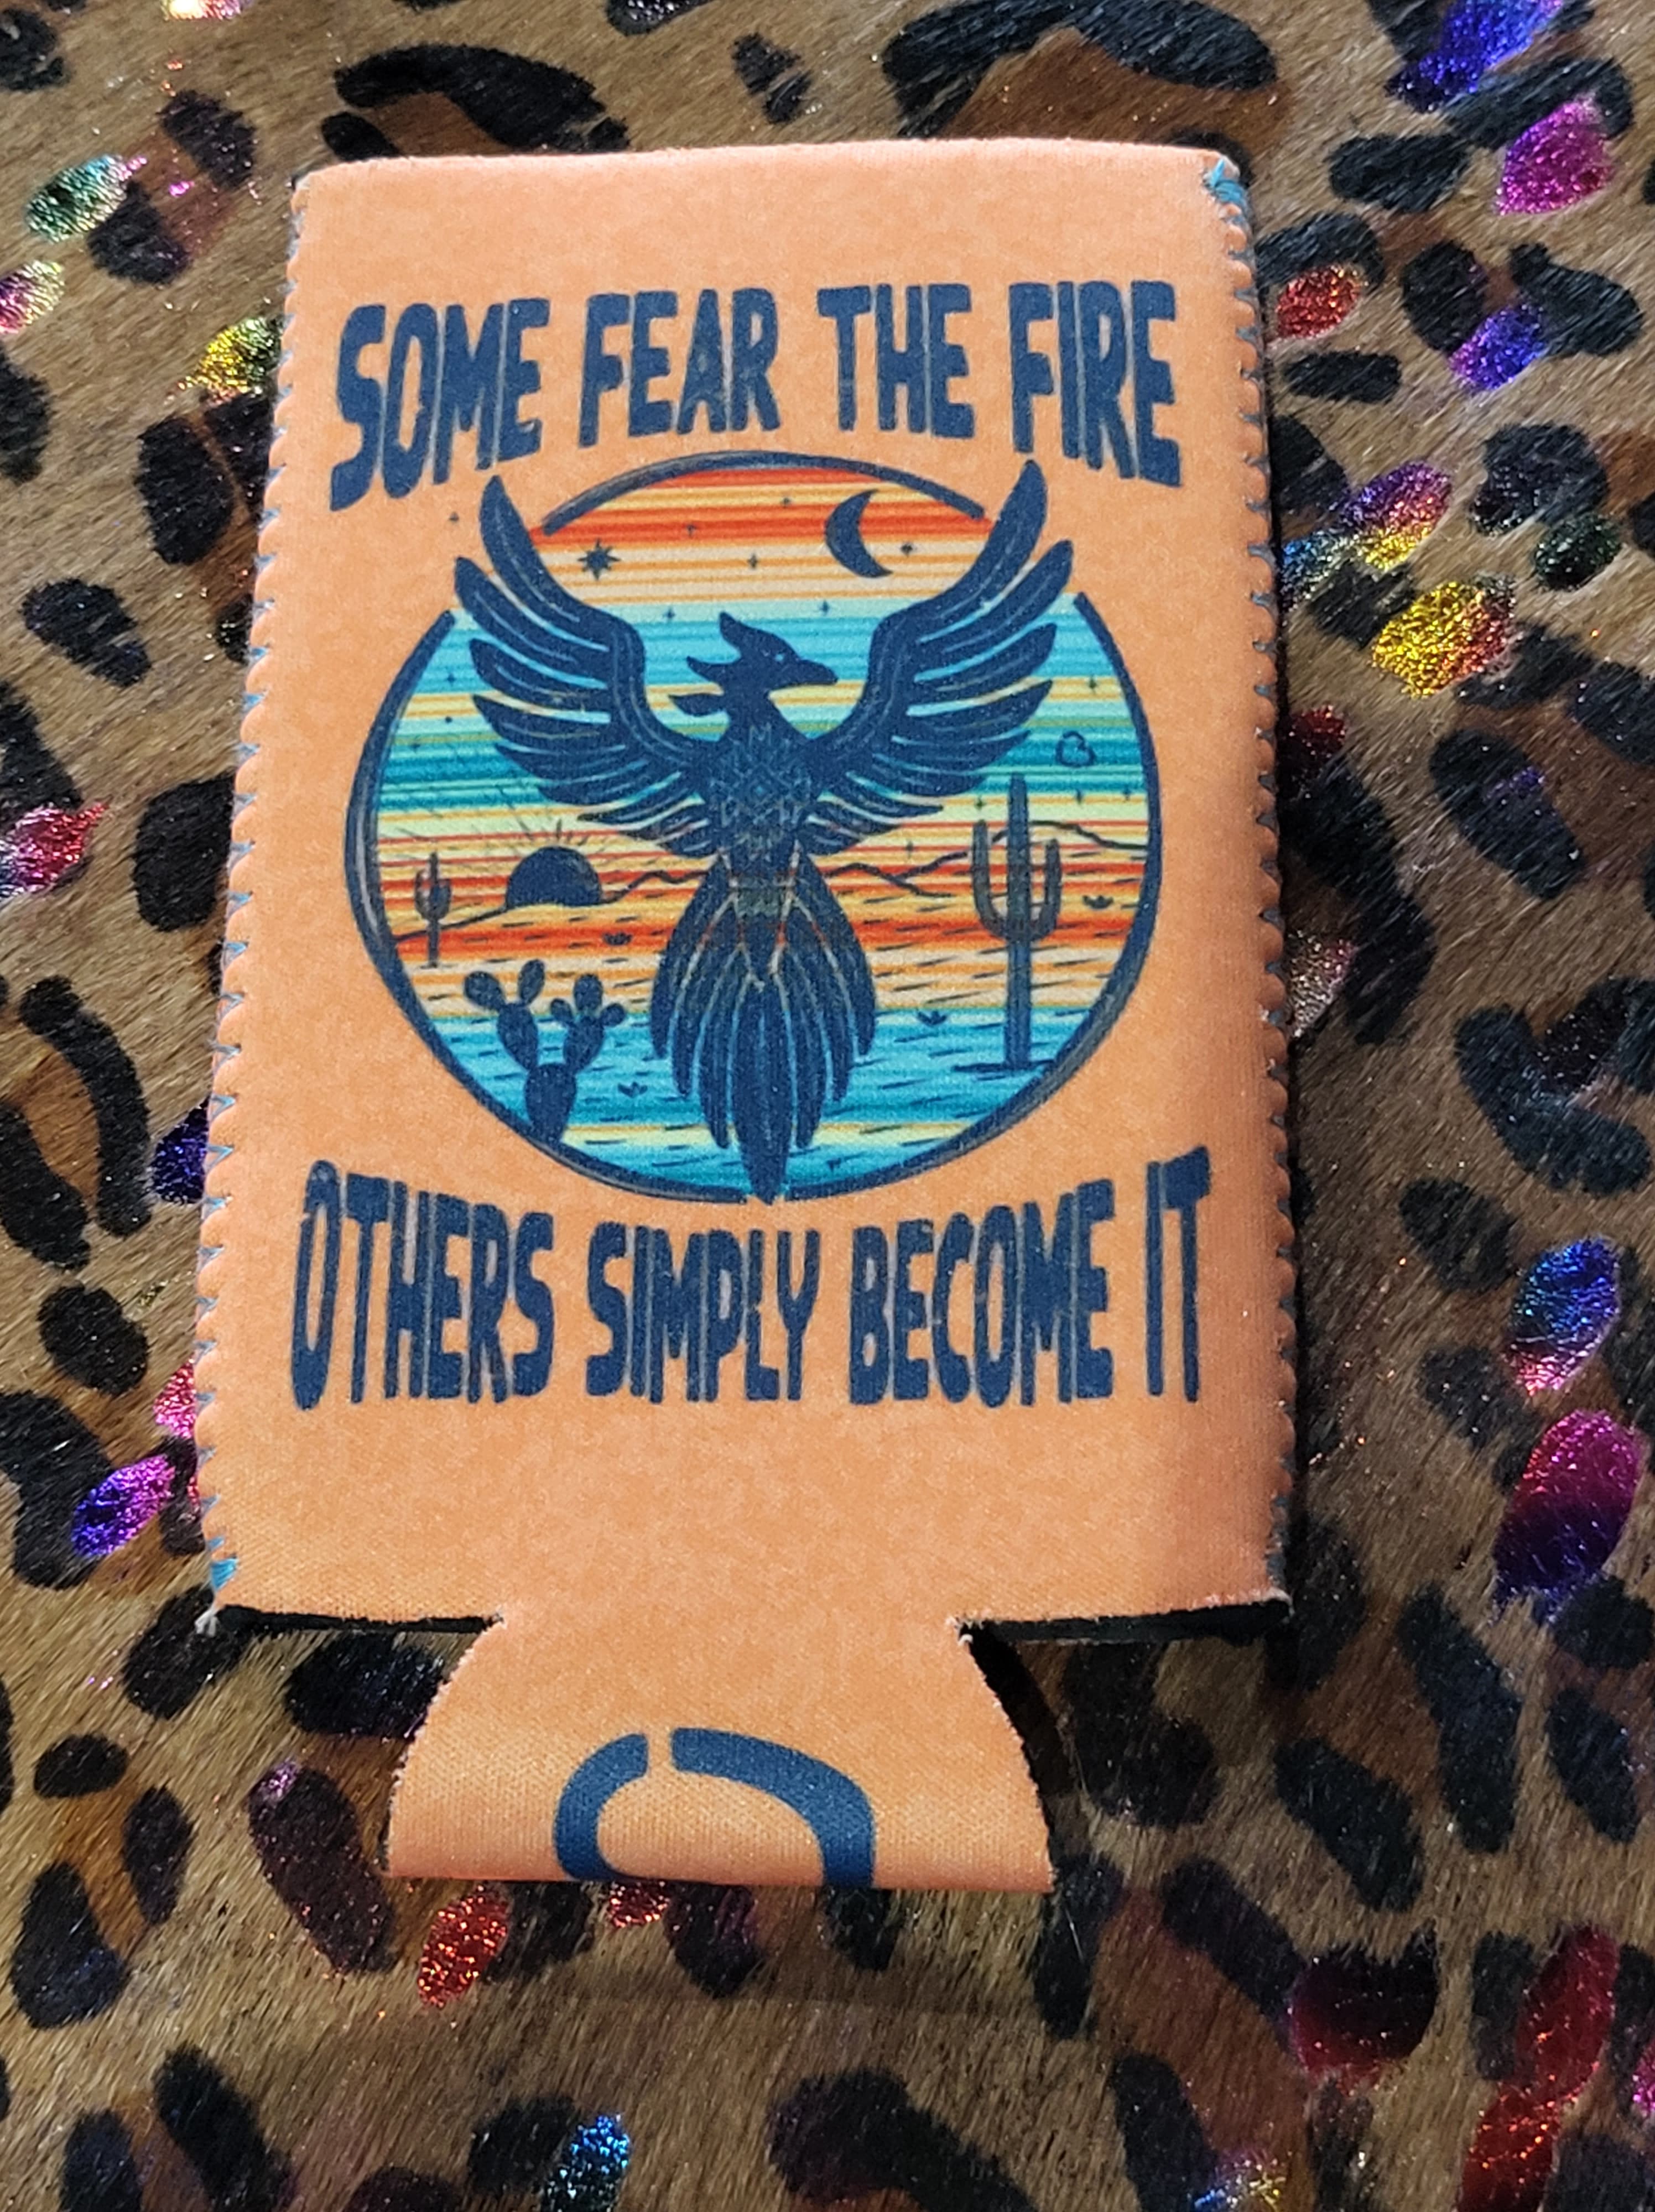 SOME FEAR THE FIRE
OTHERS SIMPLY BECOME IT